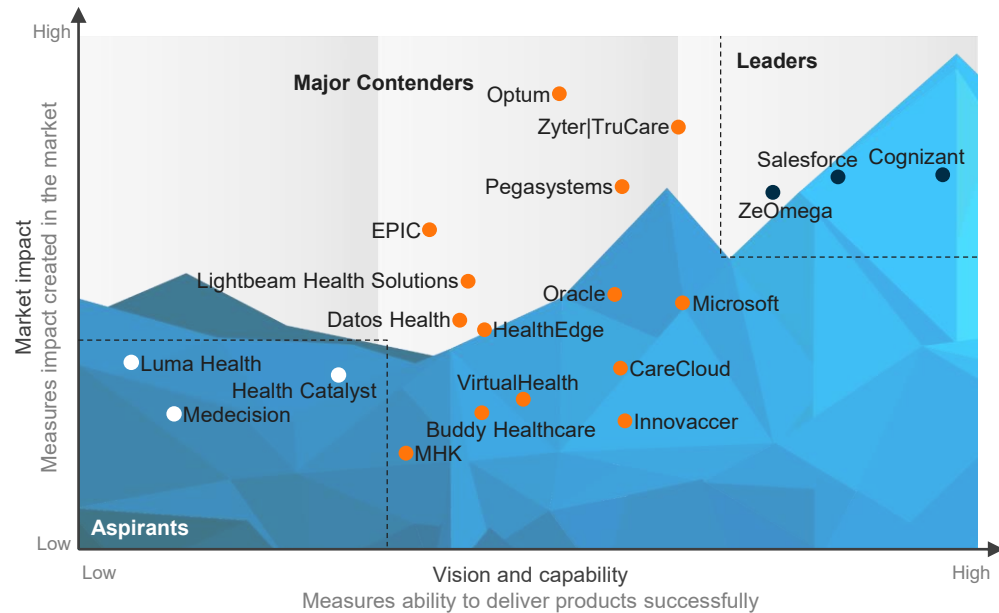 High
Leaders
Major Contenders
Optum
Zyter|TruCare
Salesforce
Cognizant
Pegasystems
ZeOmega
EPIC
Lightbeam Health Solutions
Oracle
Microsoft
Datos Health
HealthEdge
Luma Health
CareCloud
Health Catalyst
VirtualHealth
Medecision
Innovaccer
Buddy Healthcare
MHK
Aspirants
Market impact
Measures impact created in the market
Low
Low
Vision and capability
High
Measures ability to deliver products successfully